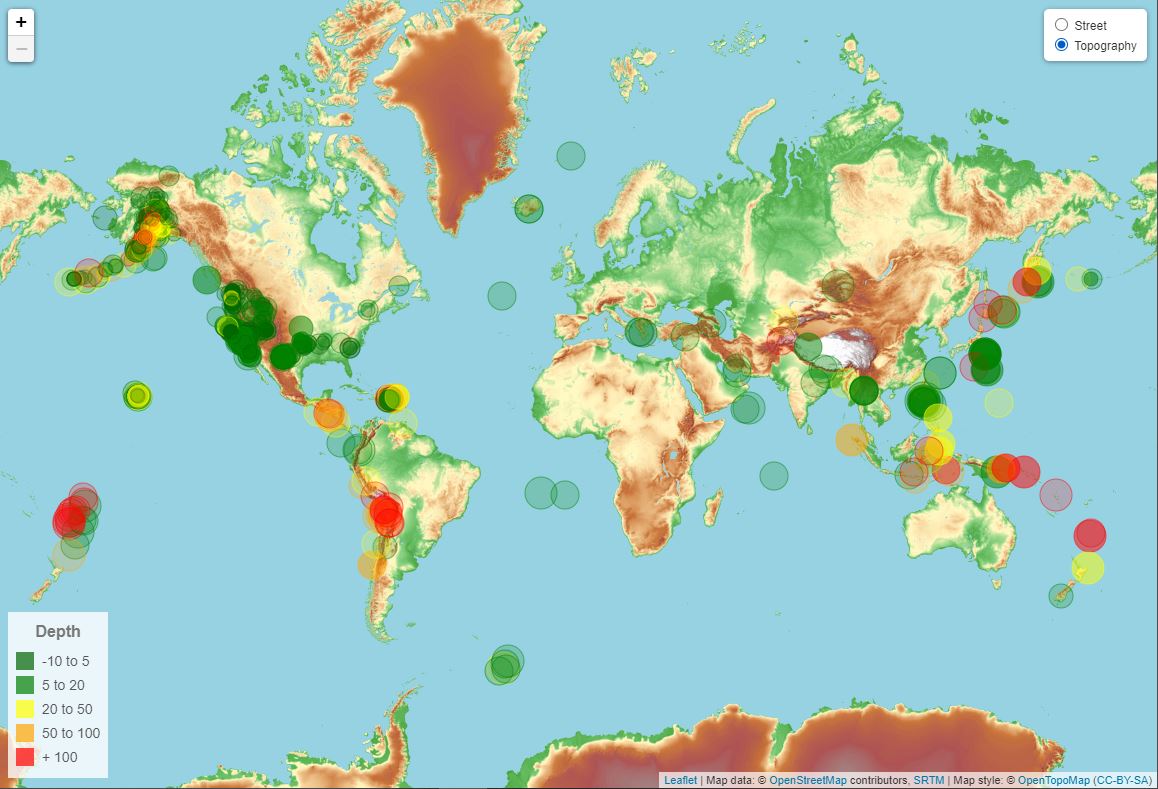 +
−
Street
Topography
Depth
-10 to 5
5 to 20
20 to 50
50 to 100
+ 100
Leaflet | Map data: © OpenStreetMap contributors, SRTM | Map style: © OpenTopoMap (CC-BY-SA)